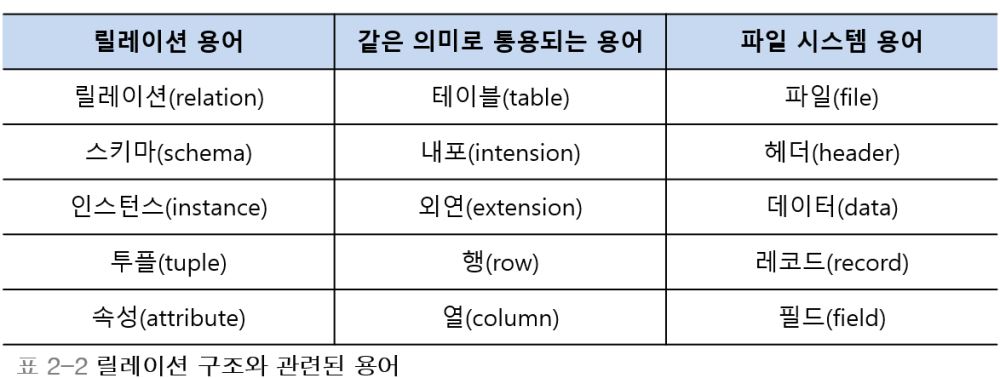 릴레이션 용어 같은 의미로 통용되는 용어 파일 시스템 용어
릴레이션(relation) 테이블(table) 파일(file)
스키마(schema) 내포(intension) 헤더(header)
인스턴스(instance) 외연(extension) 데이터(data)
투플(tuple) 행(row) 레코드(record)
속성(attribute) 열(column) 필드(field)
표 2-2 릴레이션 구조와 관련된 용어